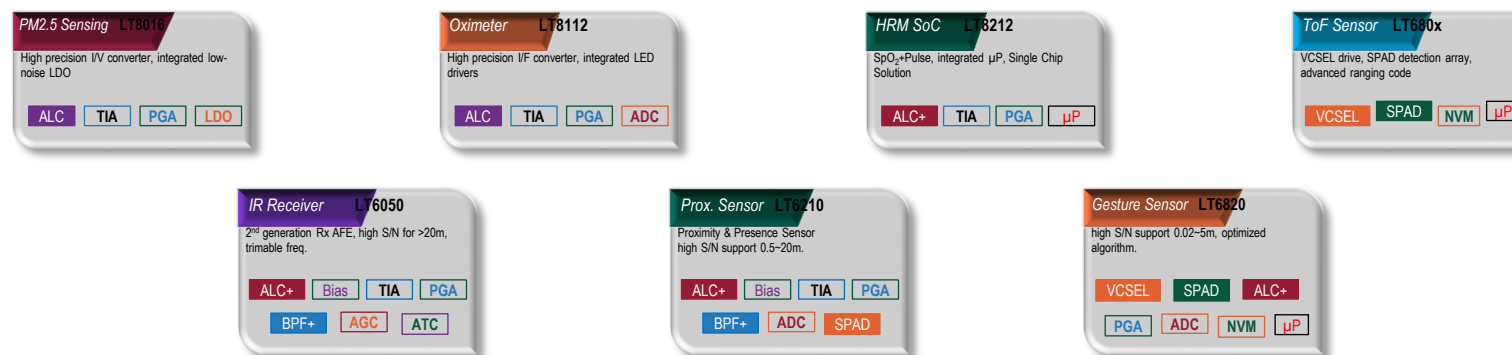 PM2.5 Sensing LT8016
High precision I/V converter, integrated low-
noise LDO
ALC TIA PGA LDO
Oximeter LT8112
High precision I/F converter, integrated LED
drivers
ALC TIA PGA ADC
HRM SoC LT8212
SpO₂+Pulse, integrated µP, Single Chip
Solution
ALC+ TIA PGA µP
ToF Sensor LT680x
VCSEL drive, SPAD detection array,
advanced ranging code
VCSEL SPAD NVM µP
IR Receiver LT6050
2nd generation Rx AFE, high S/N for >20m,
trimable freq.
ALC+ Bias TIA PGA
BPF+ AGC ATC
Prox. Sensor LT6210
Proximity & Presence Sensor
high S/N support 0.5~20m.
ALC+ Bias TIA PGA
BPF+ ADC SPAD
Gesture Sensor LT6820
high S/N support 0.02~5m, optimized
algorithm.
VCSEL SPAD ALC+
PGA ADC NVM µP